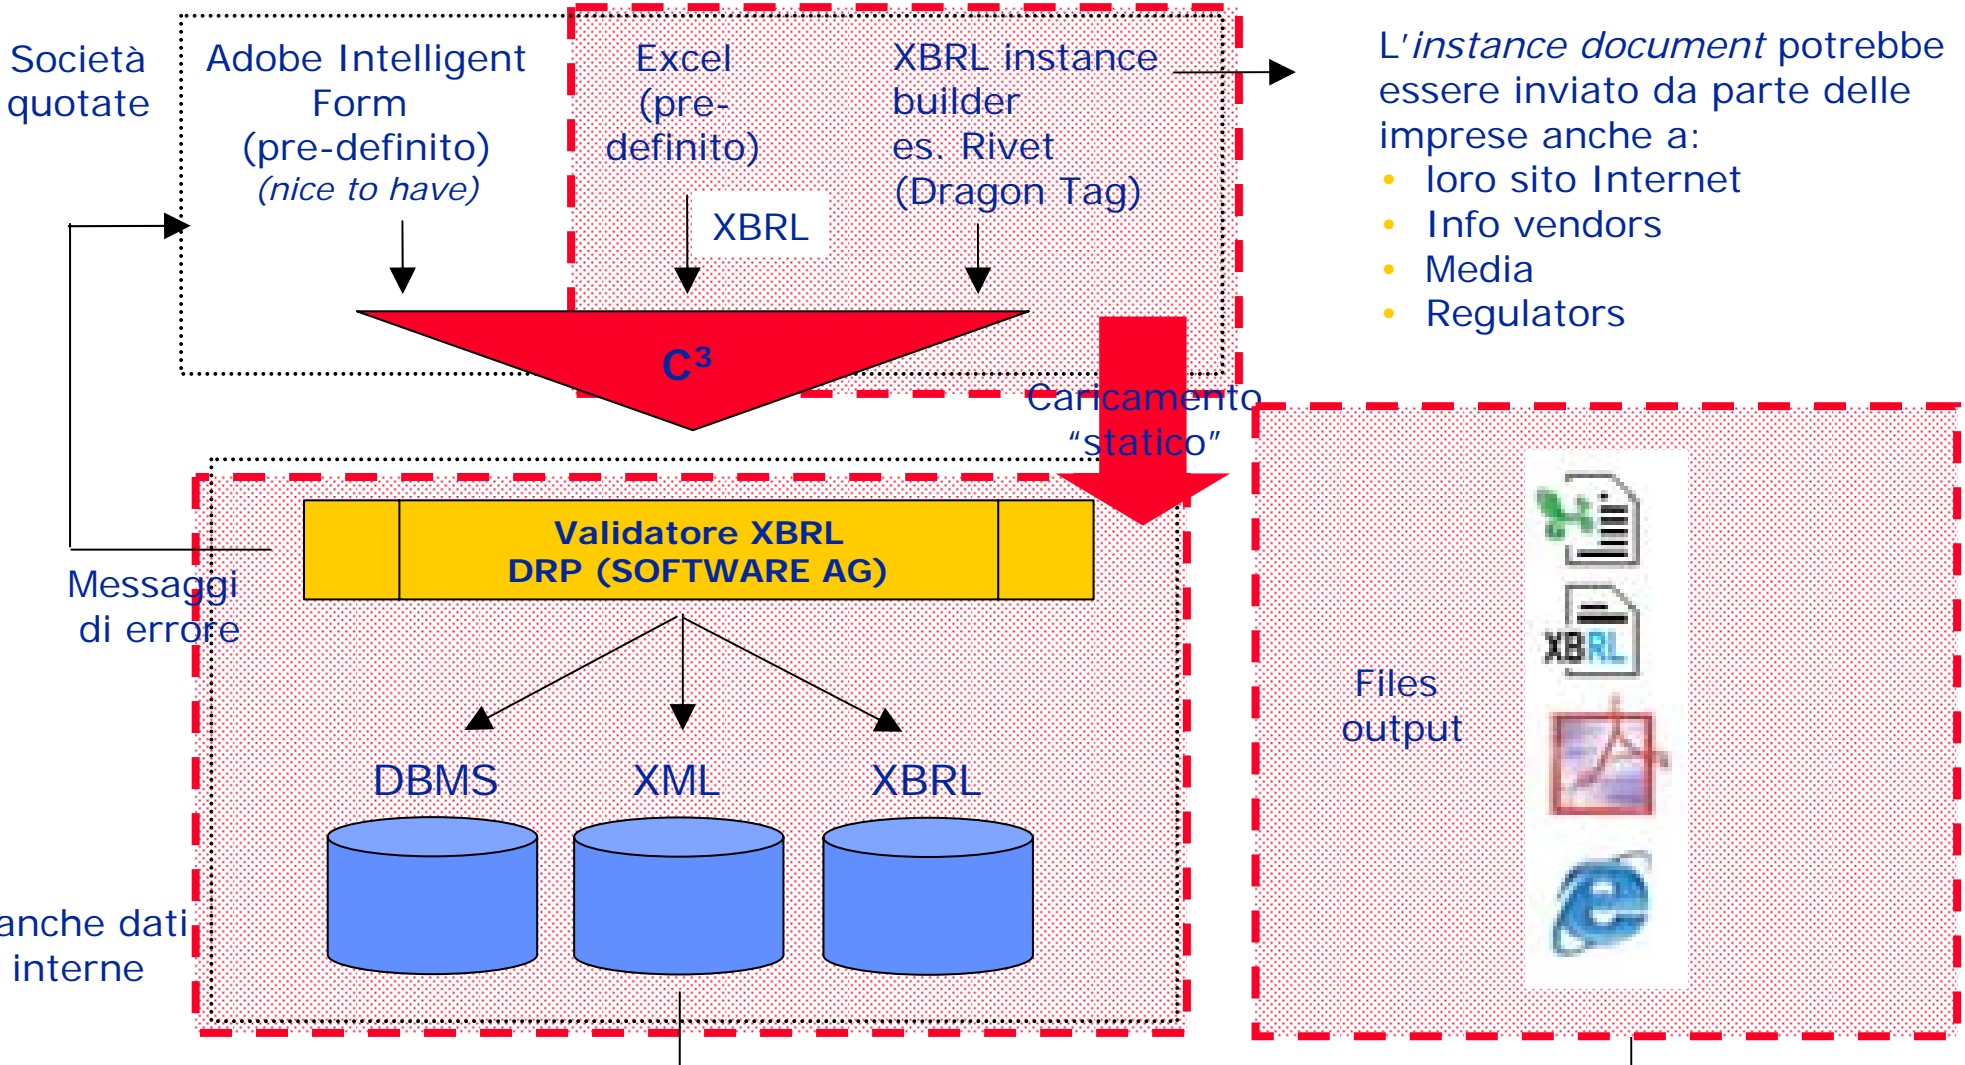 Società
quotate
Adobe Intelligent
Form
(pre-definito)
(nice to have)
Excel
(pre-
definito)
XBRL instance
builder
es. Rivet
(Dragon Tag)
XBRL
L'instance document potrebbe
essere inviato da parte delle
imprese anche a:
• loro sito Internet
• Info vendors
• Media
• Regulators
C³
Caricamento
“statico”
Validatore XBRL
DRP (SOFTWARE AG)
Messaggi
di errore
DBMS
XML
XBRL
anche dati
interne
Files
output
XBRL